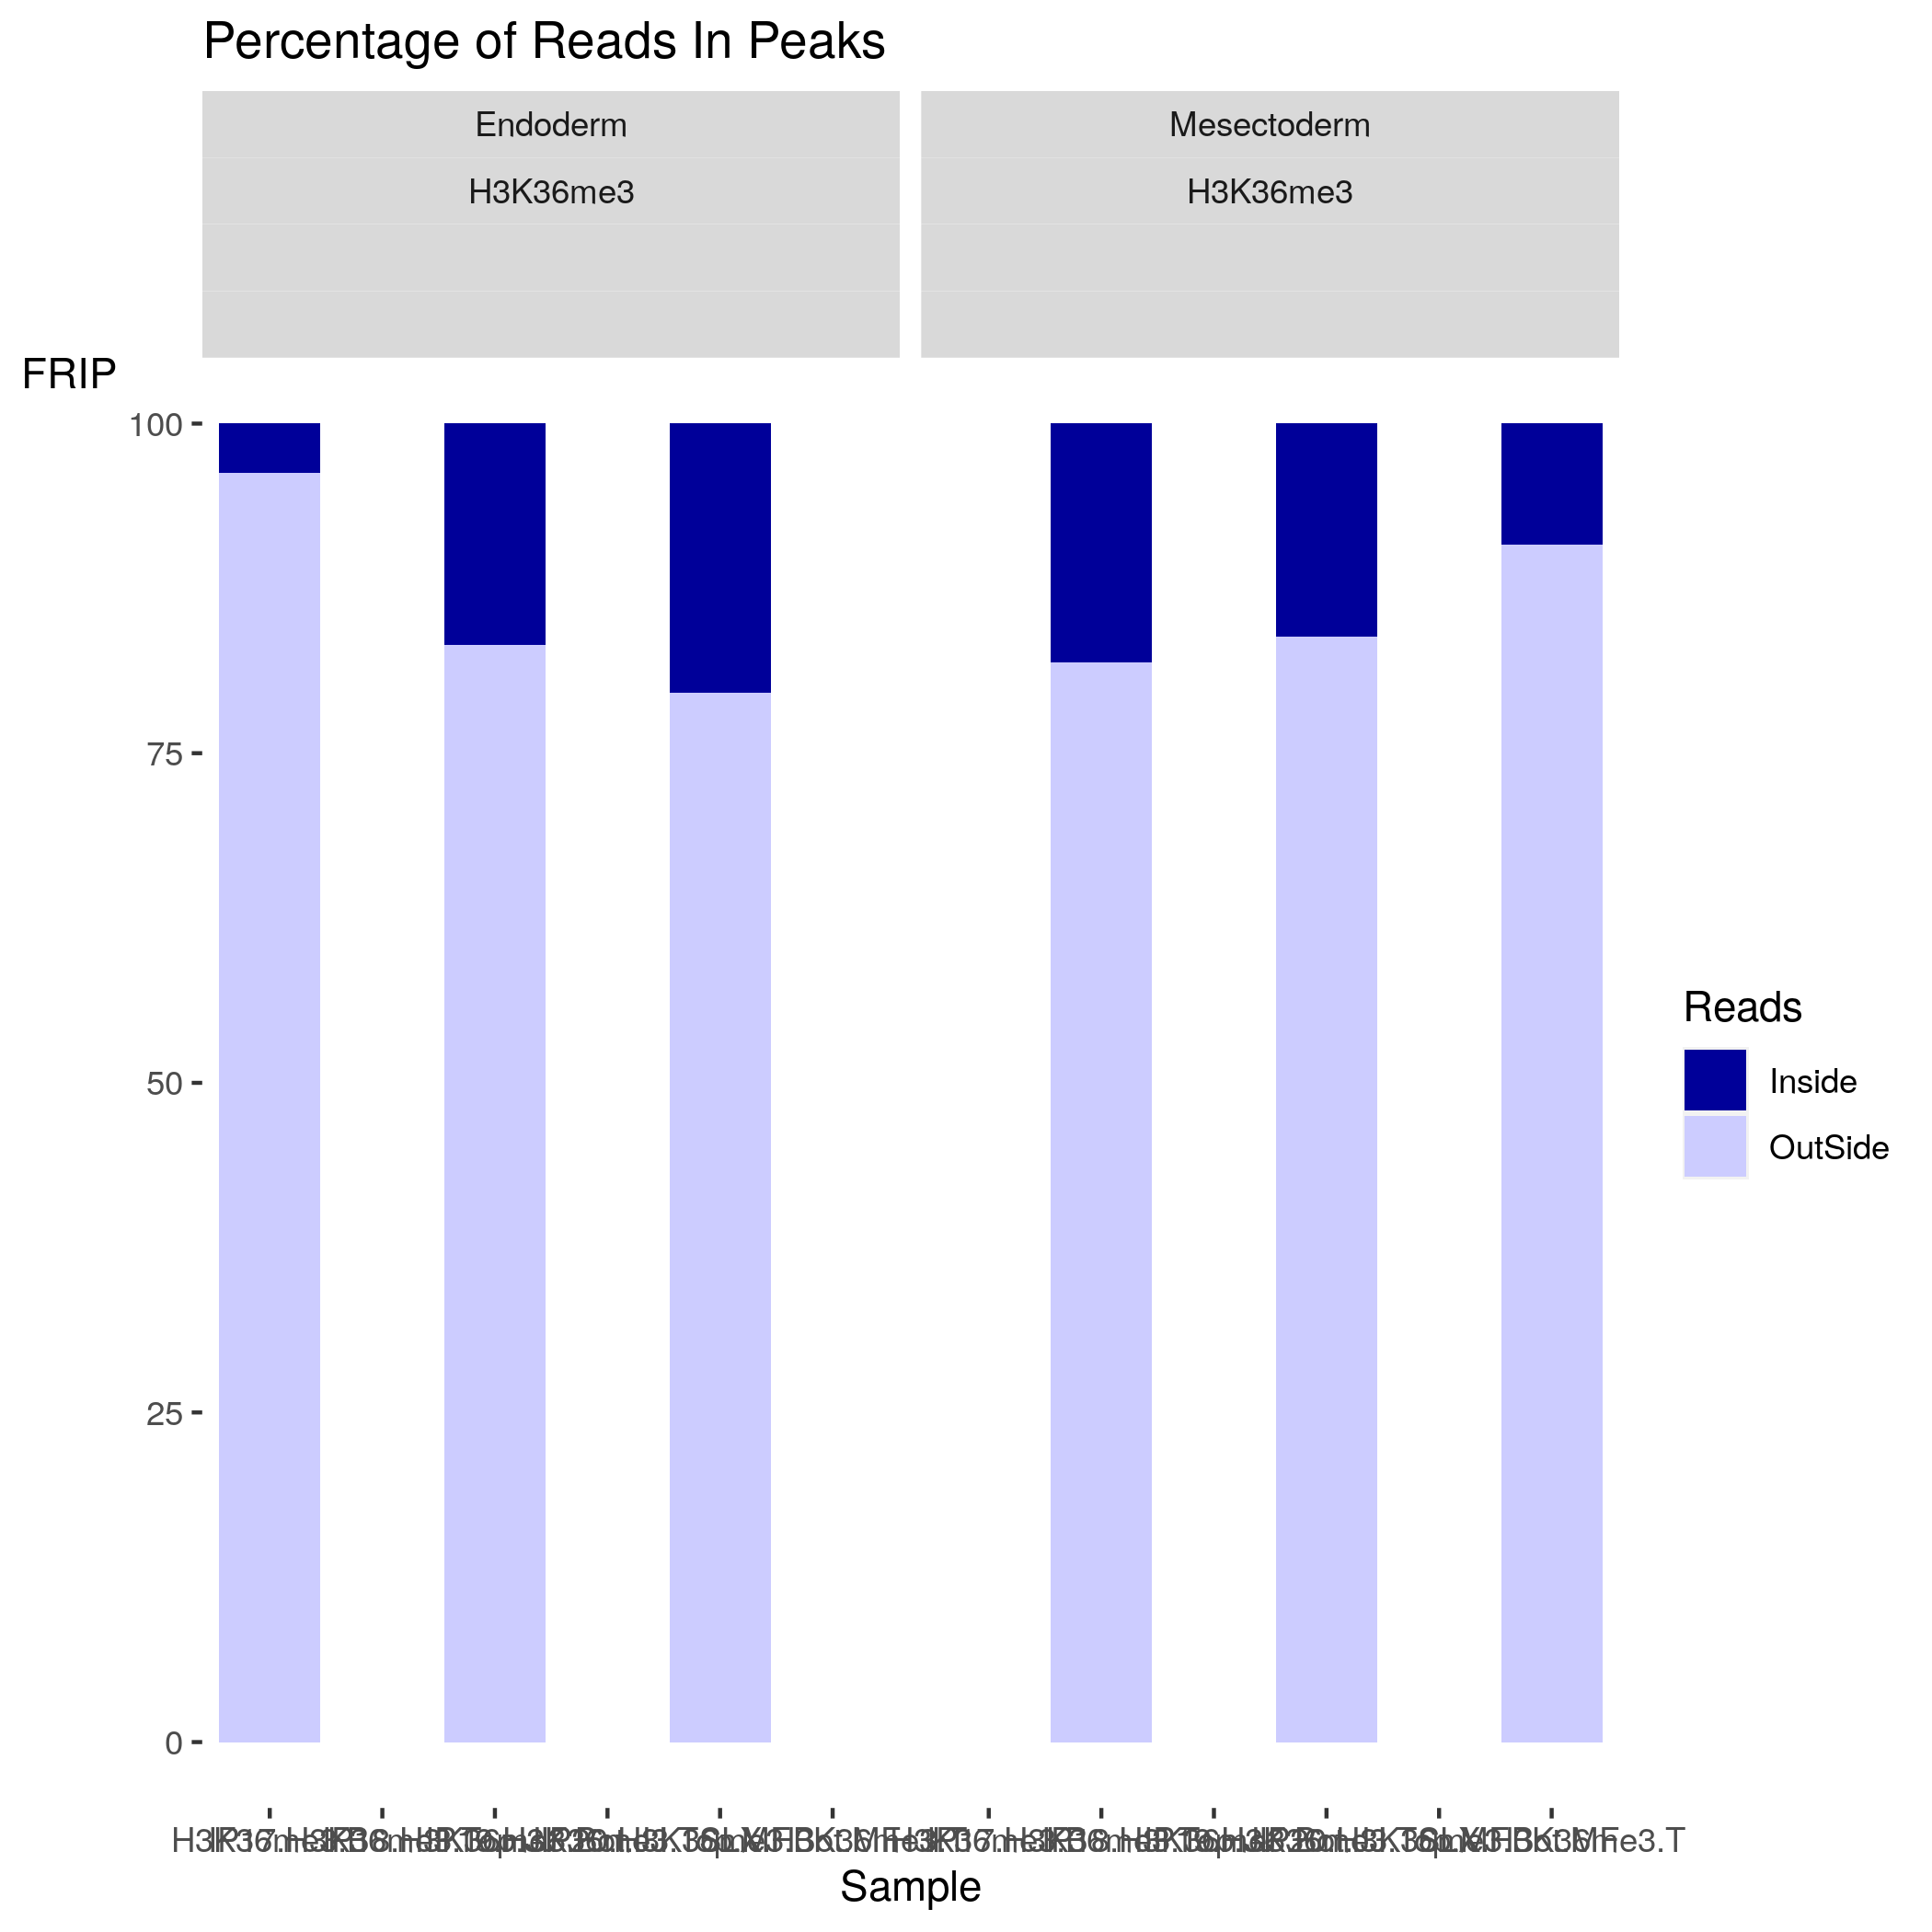 Percentage of Reads In Peaks
Endoderm
Mesectoderm
H3K36me3
H3K36me3
FRIP
100
75
50
25
0
Reads
Inside
OutSide
Sample